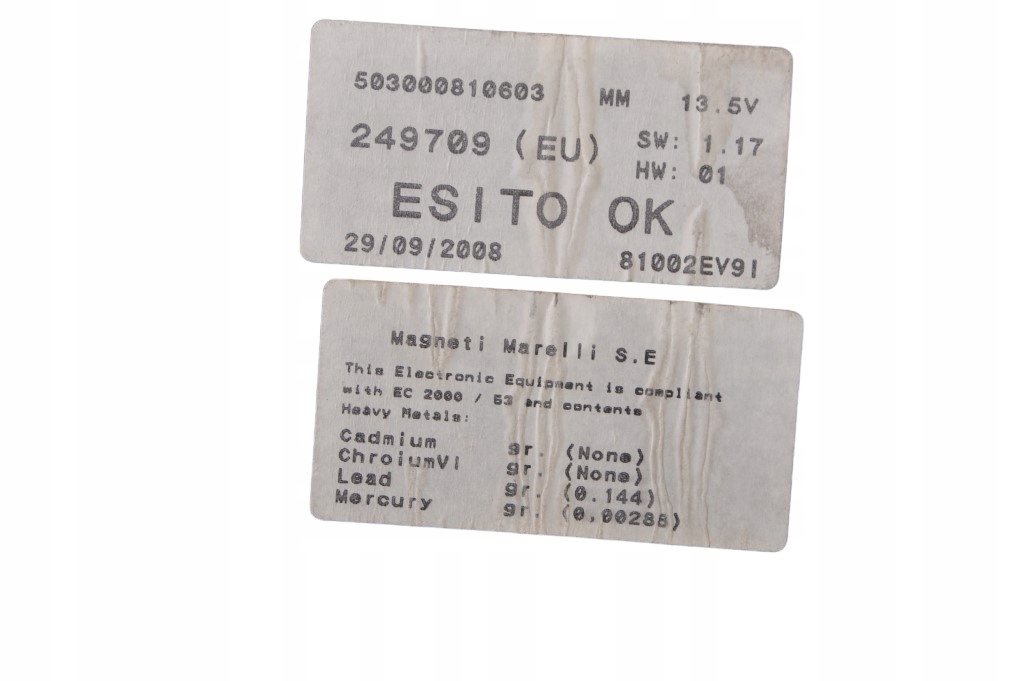 503000810603 MM 13.5V
249709 (EU) SW: 1.17
HW: 01
ESITO OK
29/09/2008 81002EV9I
Magneti Marelli S.E
This Electronic Equipment is compliant
with EC 2000 / 53 and contents
Heavy Metals:
Cadmium gr. (None)
ChroiumVI gr. (None)
Lead gr. (0.144)
Mercury gr. (0,00288)